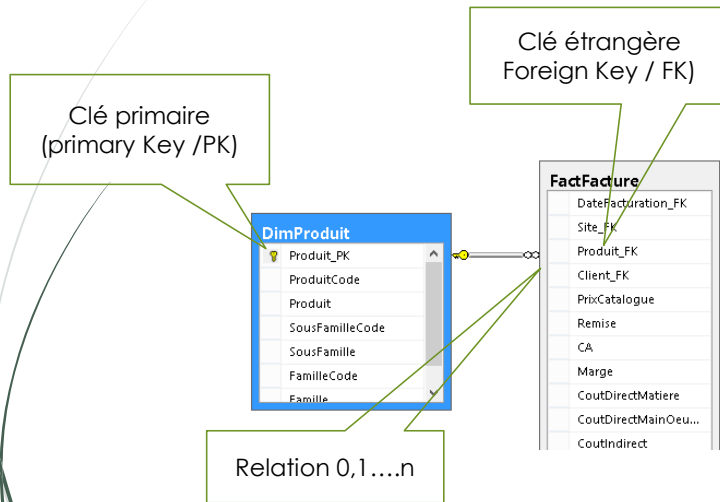 Clé étrangère
Foreign Key / FK)
Clé primaire
(primary Key /PK)
DimProduit
Produit_PK
ProduitCode
Produit
SousFamilleCode
SousFamille
FamilleCode
Famille
FactFacture
DateFacturation_FK
Site_FK
Produit_FK
Client_FK
PrixCatalogue
Remise
CA
Marge
CoutDirectMatiere
CoutDirectMainOeu...
CoutIndirect
Relation 0,1....n